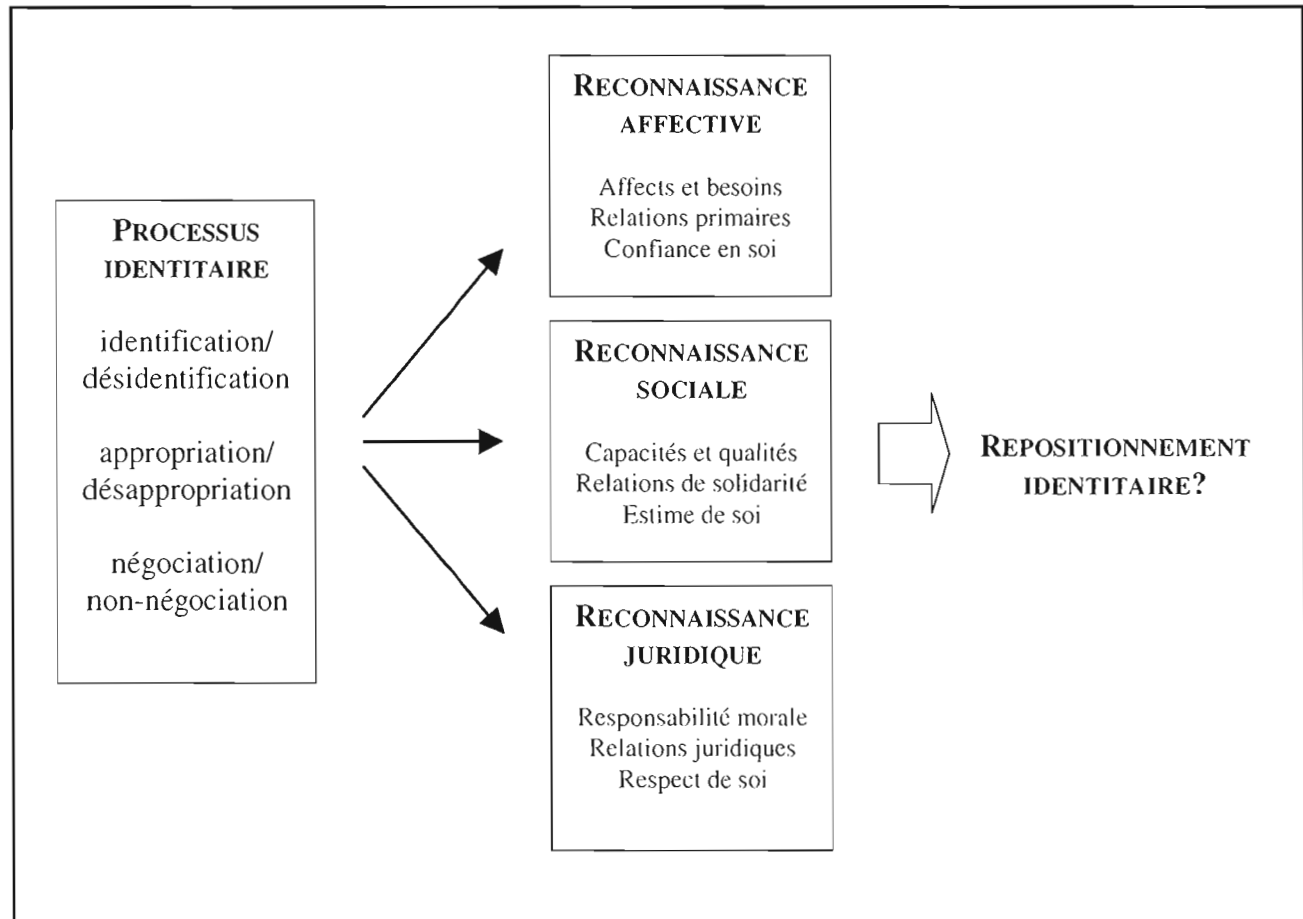 PROCESSUS
IDENTITAIRE
identification/
désidentification
appropriation/
désappropriation
négociation/
non-négociation
RECONNAISSANCE
AFFECTIVE
Affects et besoins
Relations primaires
Confiance en soi
RECONNAISSANCE
SOCIALE
Capacités et qualités
Relations de solidarité
Estime de soi
RECONNAISSANCE
JURIDIQUE
Responsabilité morale
Relations juridiques
Respect de soi
REPOSITIONNEMENT
IDENTITAIRE?